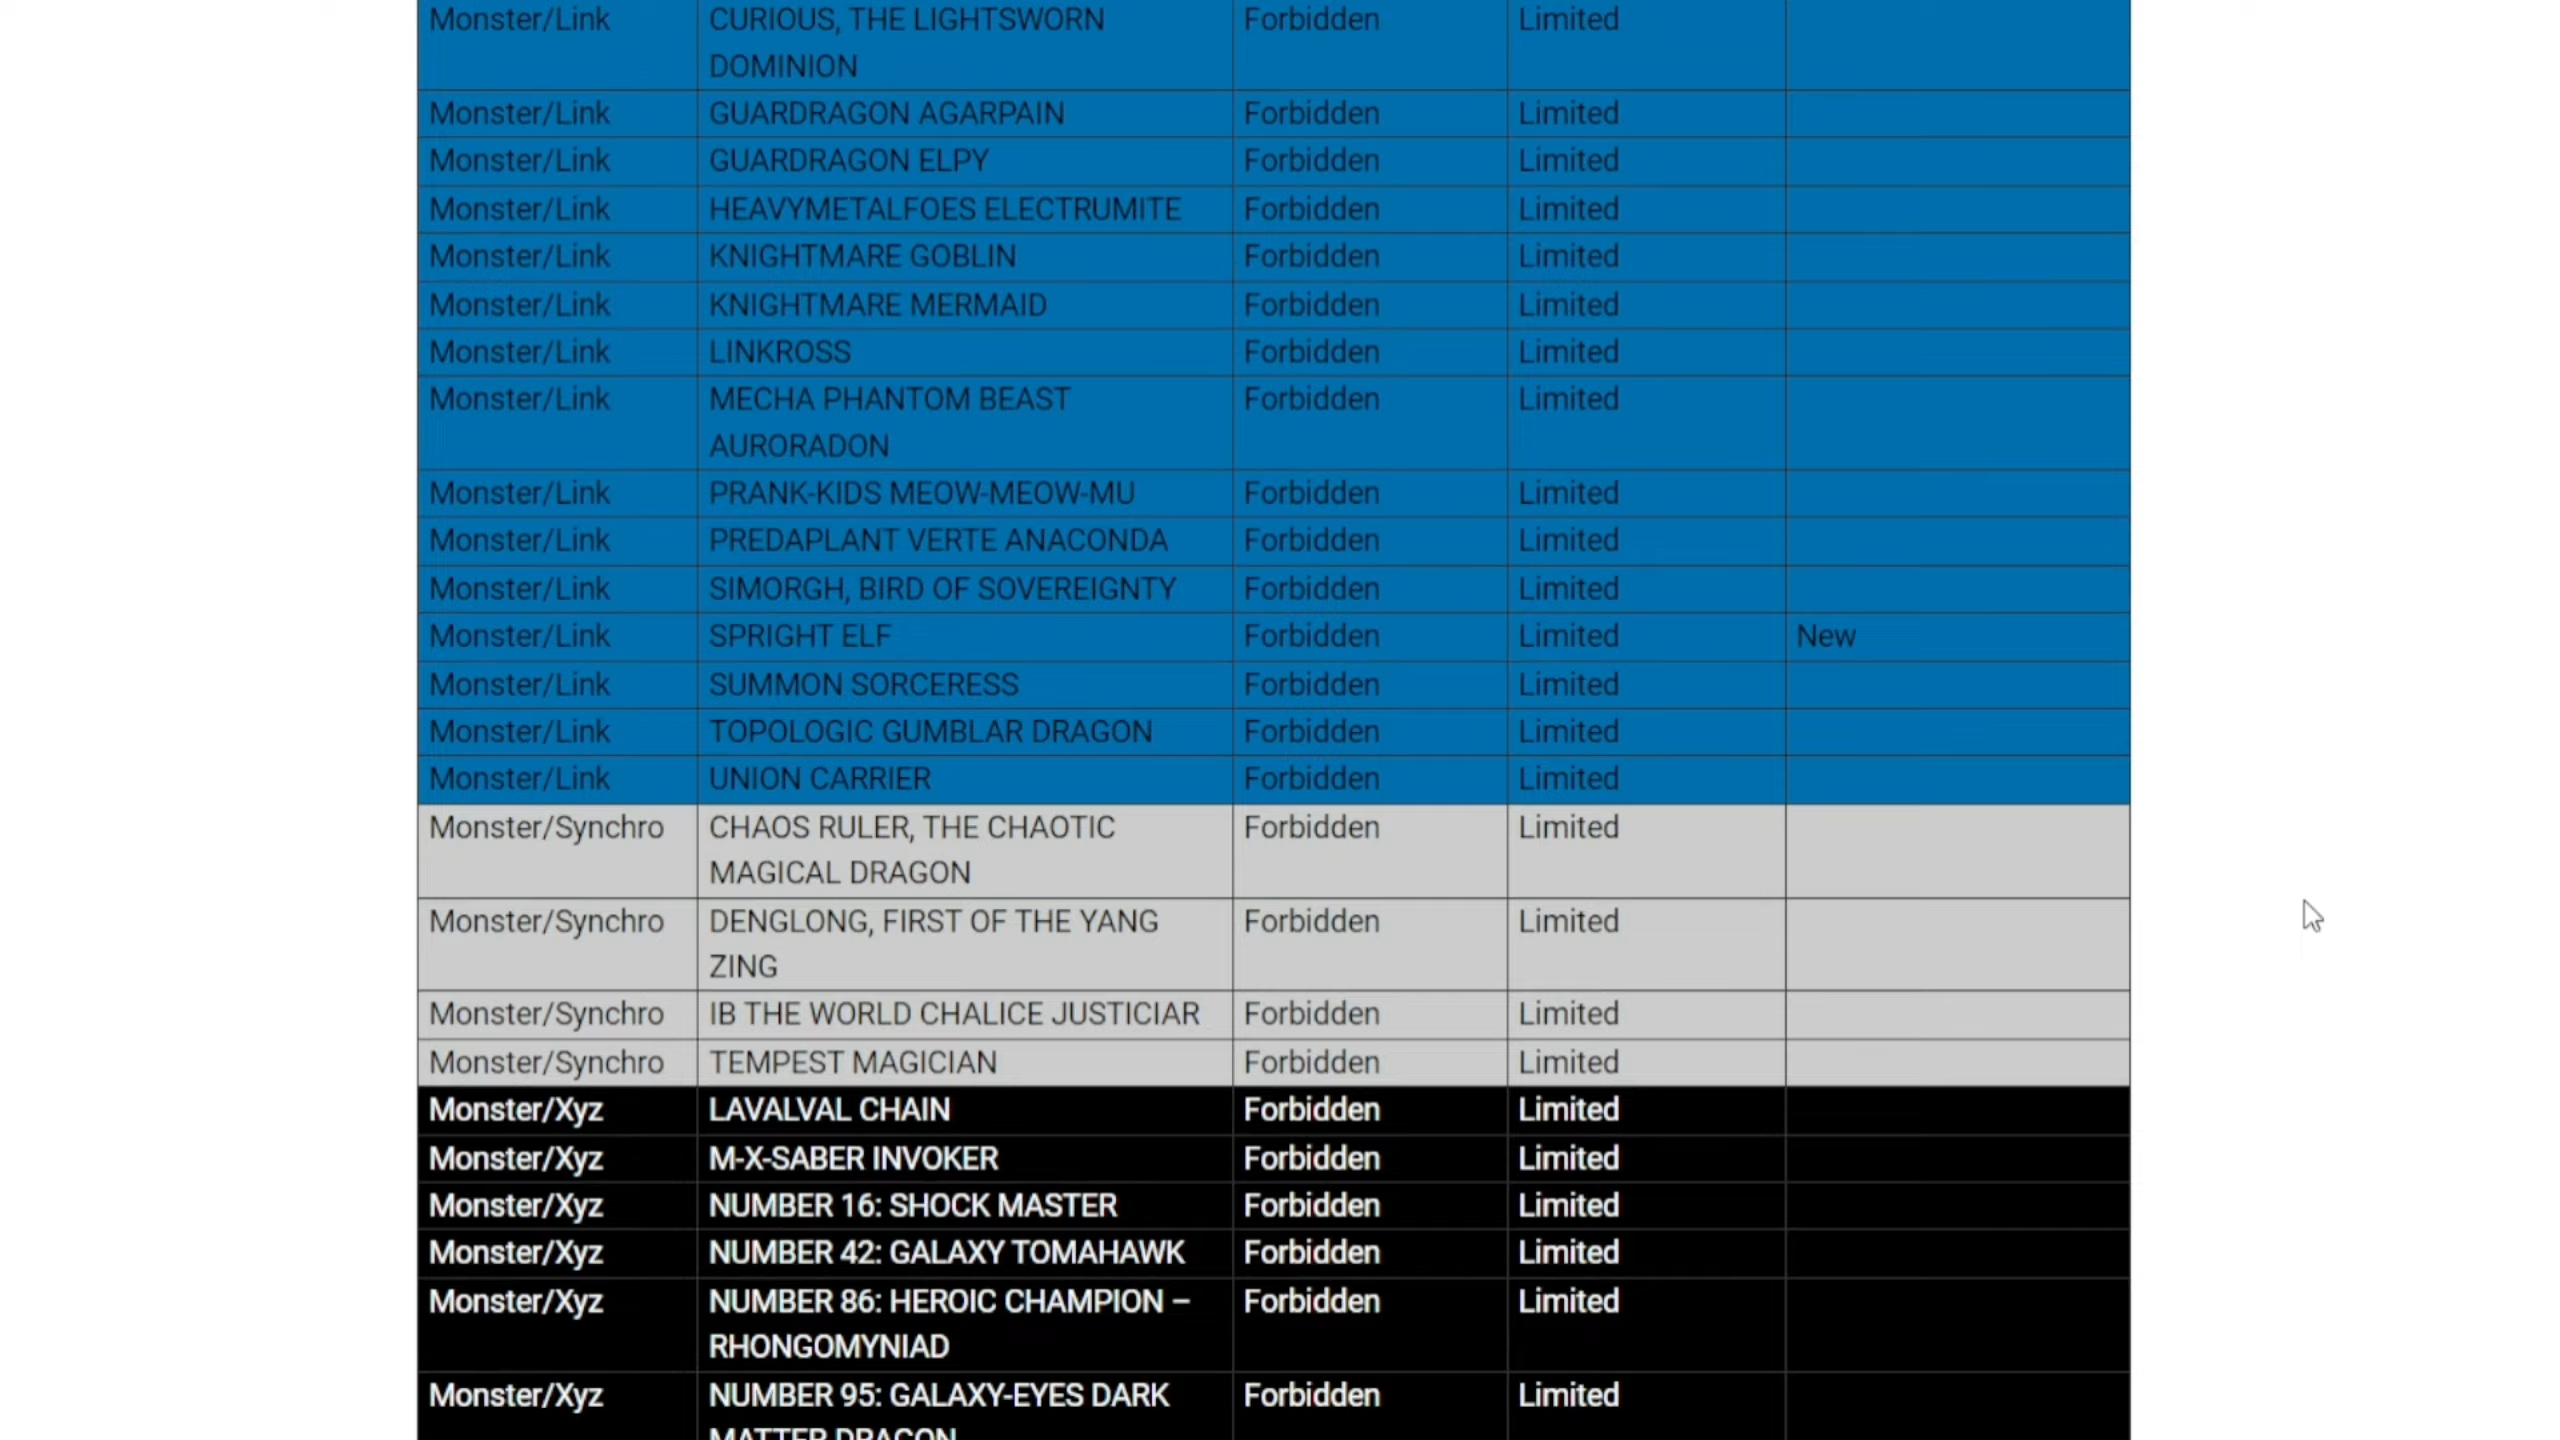 Monster/Link CURIOUS, THE LIGHTSWORN Forbidden Limited
DOMINION
Monster/Link GUARDRAGON AGARPAIN Forbidden Limited
Monster/Link GUARDRAGON ELPY Forbidden Limited
Monster/Link HEAVYMETALFOES ELECTRUMITE Forbidden Limited
Monster/Link KNIGHTMARE GOBLIN Forbidden Limited
Monster/Link KNIGHTMARE MERMAID Forbidden Limited
Monster/Link LINKROSS Forbidden Limited
Monster/Link MECHA PHANTOM BEAST Forbidden Limited
AURORADON
Monster/Link PRANK-KIDS MEOW-MEOW-MU Forbidden Limited
Monster/Link PREDAPLANT VERTE ANACONDA Forbidden Limited
Monster/Link SIMORGH, BIRD OF SOVEREIGNTY Forbidden Limited
Monster/Link SPRIGHT ELF Forbidden Limited New
Monster/Link SUMMON SORCERESS Forbidden Limited
Monster/Link TOPOLOGIC GUMBLAR DRAGON Forbidden Limited
Monster/Link UNION CARRIER Forbidden Limited
Monster/Synchro CHAOS RULER, THE CHAOTIC Forbidden Limited
MAGICAL DRAGON
Monster/Synchro DENGLONG, FIRST OF THE YANG Forbidden Limited
ZING
Monster/Synchro IB THE WORLD CHALICE JUSTICIAR Forbidden Limited
Monster/Synchro TEMPEST MAGICIAN Forbidden Limited
Monster/Xyz LAVALVAL CHAIN Forbidden Limited
Monster/Xyz M-X-SABER INVOKER Forbidden Limited
Monster/Xyz NUMBER 16: SHOCK MASTER Forbidden Limited
Monster/Xyz NUMBER 42: GALAXY TOMAHAWK Forbidden Limited
Monster/Xyz NUMBER 86: HEROIC CHAMPION – Forbidden Limited
RHONGOMYNIAD
Monster/Xyz NUMBER 95: GALAXY-EYES DARK Forbidden Limited
MATTER DRAGON